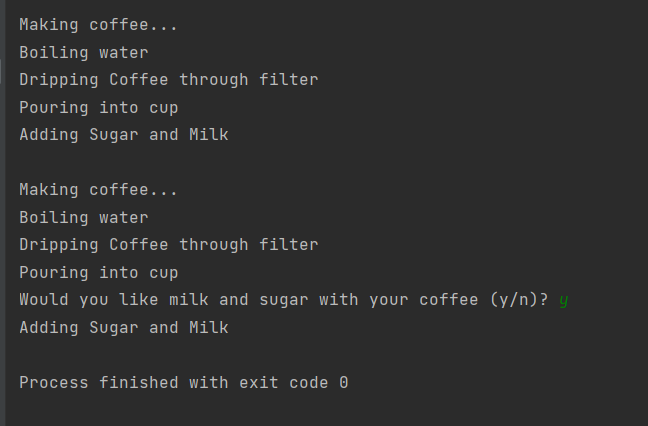 Making coffee...
Boiling water
Dripping Coffee through filter
Pouring into cup
Adding Sugar and Milk
Making coffee...
Boiling water
Dripping Coffee through filter
Pouring into cup
Would you like milk and sugar with your coffee (y/n)? y
Adding Sugar and Milk
Process finished with exit code 0